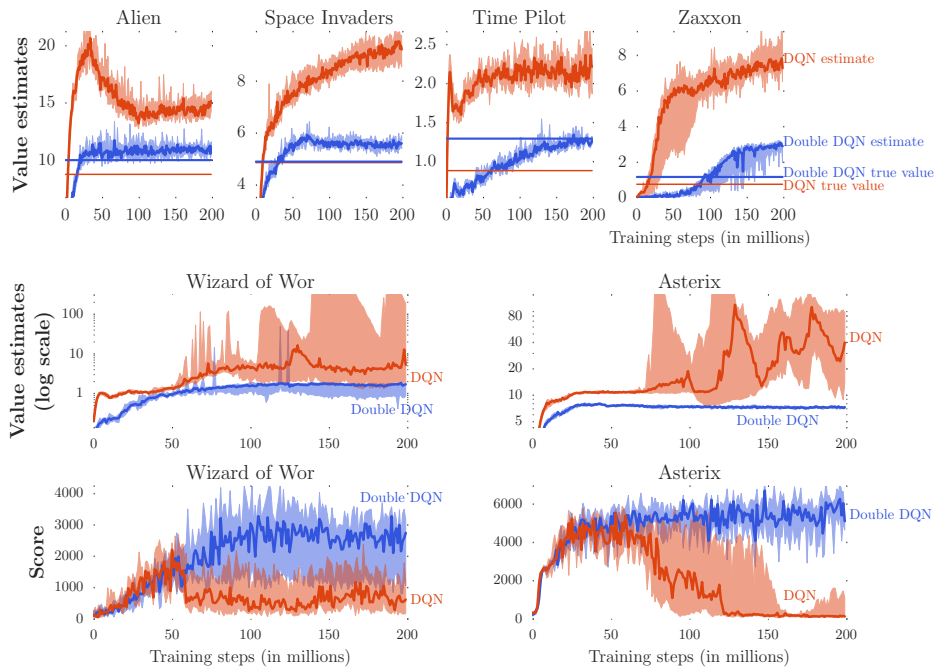 Alien
Space Invaders
Time Pilot
Zaxxon
Value estimates
20
15
10
0 50 100 150 200
8
6
4
0 50 100 150 200
2.5
2.0
1.5
1.0
0 50 100 150 200
8
6
4
2
0
0 50 100 150 200
DQN estimate
Double DQN estimate
Double DQN true value
DQN true value
Training steps (in millions)
Wizard of Wor
Asterix
Value estimates
(log scale)
100
10
1
0 50 100 150 200
DQN
Double DQN
80
40
20
10
5
0 50 100 150 200
DQN
Double DQN
Wizard of Wor
Asterix
Score
4000
3000
2000
1000
0
0 50 100 150 200
Double DQN
DQN
Training steps (in millions)
6000
4000
2000
0
0 50 100 150 200
Double DQN
DQN
Training steps (in millions)